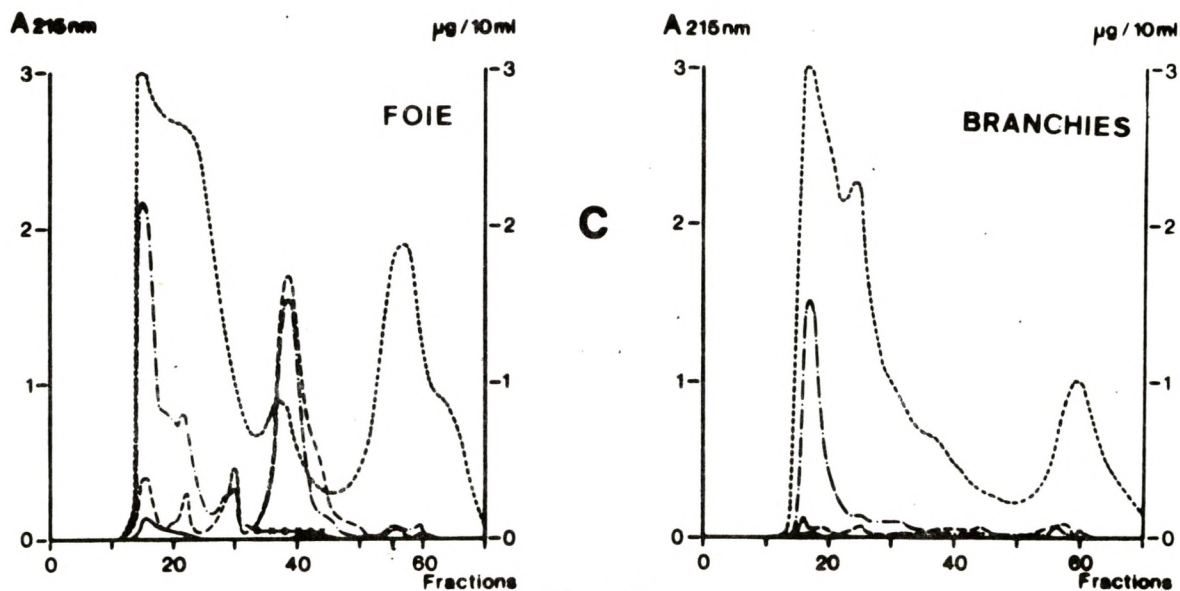 A 215nm µg/10ml
3 3
FOIE
2 2
1 1
0 0
0 20 40 60
Fractions
C
A 215nm µg/10ml
3 3
BRANCHIES
2 2
1 1
0 0
0 20 40 60
Fractions